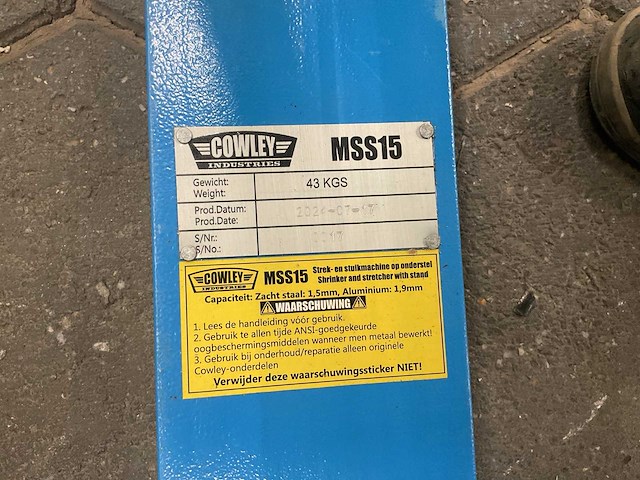 COWLEY
INDUSTRIES
MSS15
Gewicht:
Weight:
43 KGS
Prod.Datum:
Prod.Date:
S/Nr.:
S/No.:
COWLEY
INDUSTRIES
MSS15
Strek- en stuikmachine op onderstel
Shrinker and stretcher with stand
Capaciteit: Zacht staal: 1,5mm, Aluminium: 1,9mm
WAARSCHUWING
1. Lees de handleiding vóór gebruik.
2. Gebruik te allen tijde ANSI-goedgekeurde
oogbeschermingsmiddelen wanneer men metaal bewerkt!
3. Gebruik bij onderhoud/reparatie alleen originele
Cowley-onderdelen
Verwijder deze waarschuwingssticker NIET!